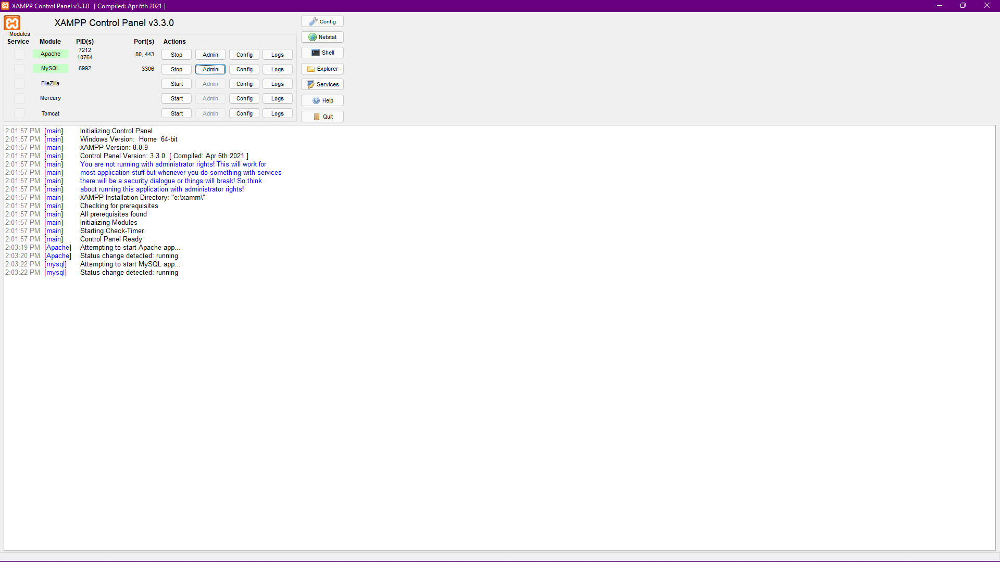 XAMPP Control Panel v3.3.0 [ Compiled: Apr 6th 2021 ]
XAMPP Control Panel v3.3.0
Config
Modules
Netstat
Service Module PID(s) Port(s) Actions
Apache 7212 10764 80, 443 Stop Admin Config Logs
Shell
MySQL 6992 3306 Stop Admin Config Logs
Explorer
FileZilla Start Admin Config Logs
Services
Mercury Start Admin Config Logs
Help
Tomcat Start Admin Config Logs
Quit
2:01:57 PM [main] Initializing Control Panel
2:01:57 PM [main] Windows Version: Home 64-bit
2:01:57 PM [main] XAMPP Version: 8.0.9
2:01:57 PM [main] Control Panel Version: 3.3.0 [ Compiled: Apr 6th 2021 ]
2:01:57 PM [main] You are not running with administrator rights! This will work for
2:01:57 PM [main] most application stuff but whenever you do something with services
2:01:57 PM [main] there will be a security dialogue or things will break! So think
2:01:57 PM [main] about running this application with administrator rights!
2:01:57 PM [main] XAMPP Installation Directory: "e:\xamm\"
2:01:57 PM [main] Checking for prerequisites
2:01:57 PM [main] All prerequisites found
2:01:57 PM [main] Initializing Modules
2:01:57 PM [main] Starting Check-Timer
2:01:57 PM [main] Control Panel Ready
2:03:19 PM [Apache] Attempting to start Apache app...
2:03:20 PM [Apache] Status change detected: running
2:03:22 PM [mysql] Attempting to start MySQL app...
2:03:22 PM [mysql] Status change detected: running